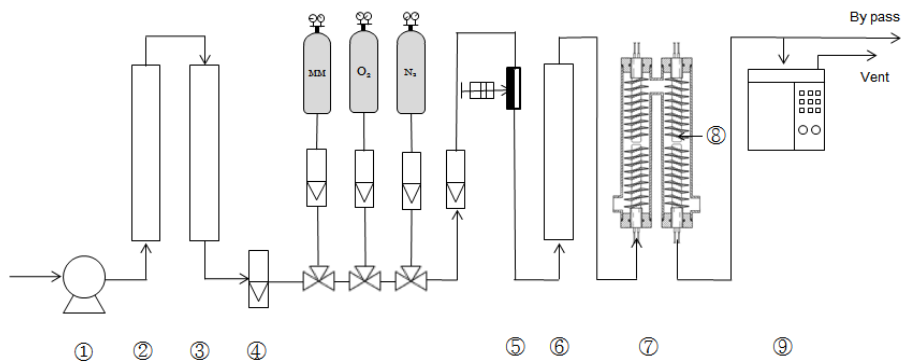 By pass
Vent
MM
O₂
N₂
⑧
① ② ③ ④ ⑤ ⑥ ⑦ ⑨